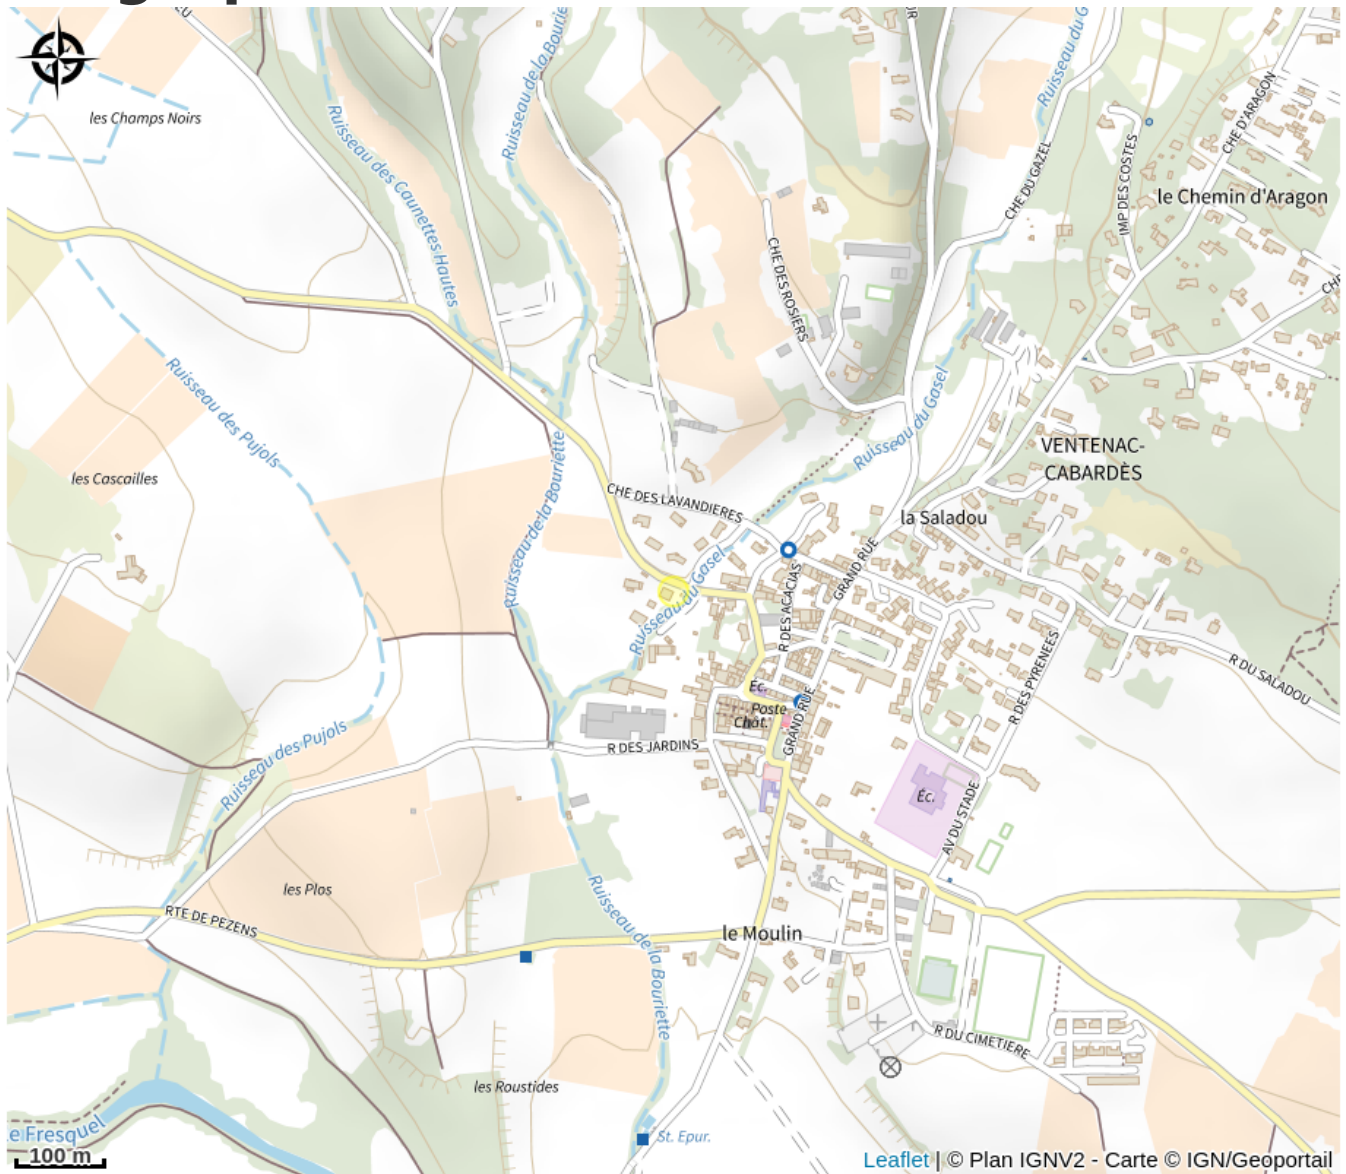 Ruisseau de la Bouriette
Ruisseau du G
les Champs Noirs
Ruisseau des Caunettes Hautes
CHE D'ARAGON
CHE DU GAZEL
IMP DES COSTES
le Chemin d'Aragon
CHE DES ROSIERS
CHE
Ruisseau des Pujols
Ruisseau du Gasel
VENTENAC-
CABARDÈS
les Cascailles
Ruisseau de la Bouriette
CHE DES LAVANDIERES
la Saladou
GRAND RUE
R DES ACACIAS
Ruisseau du Gasel
R DES PYRENEES
R DU SALADOU
Éc.
Poste
Chât.
GRAND RUE
R DES JARDINS
Ruisseau des Pujols
Éc.
AV DU STADE
les Plos
RTE DE PEZENS
Ruisseau de la Bouriette
le Moulin
R DU CIMETIERE
les Roustides
e Fresquel
St. Epur.
100 m
Leaflet | © Plan IGNV2 - Carte © IGN/Geoportail